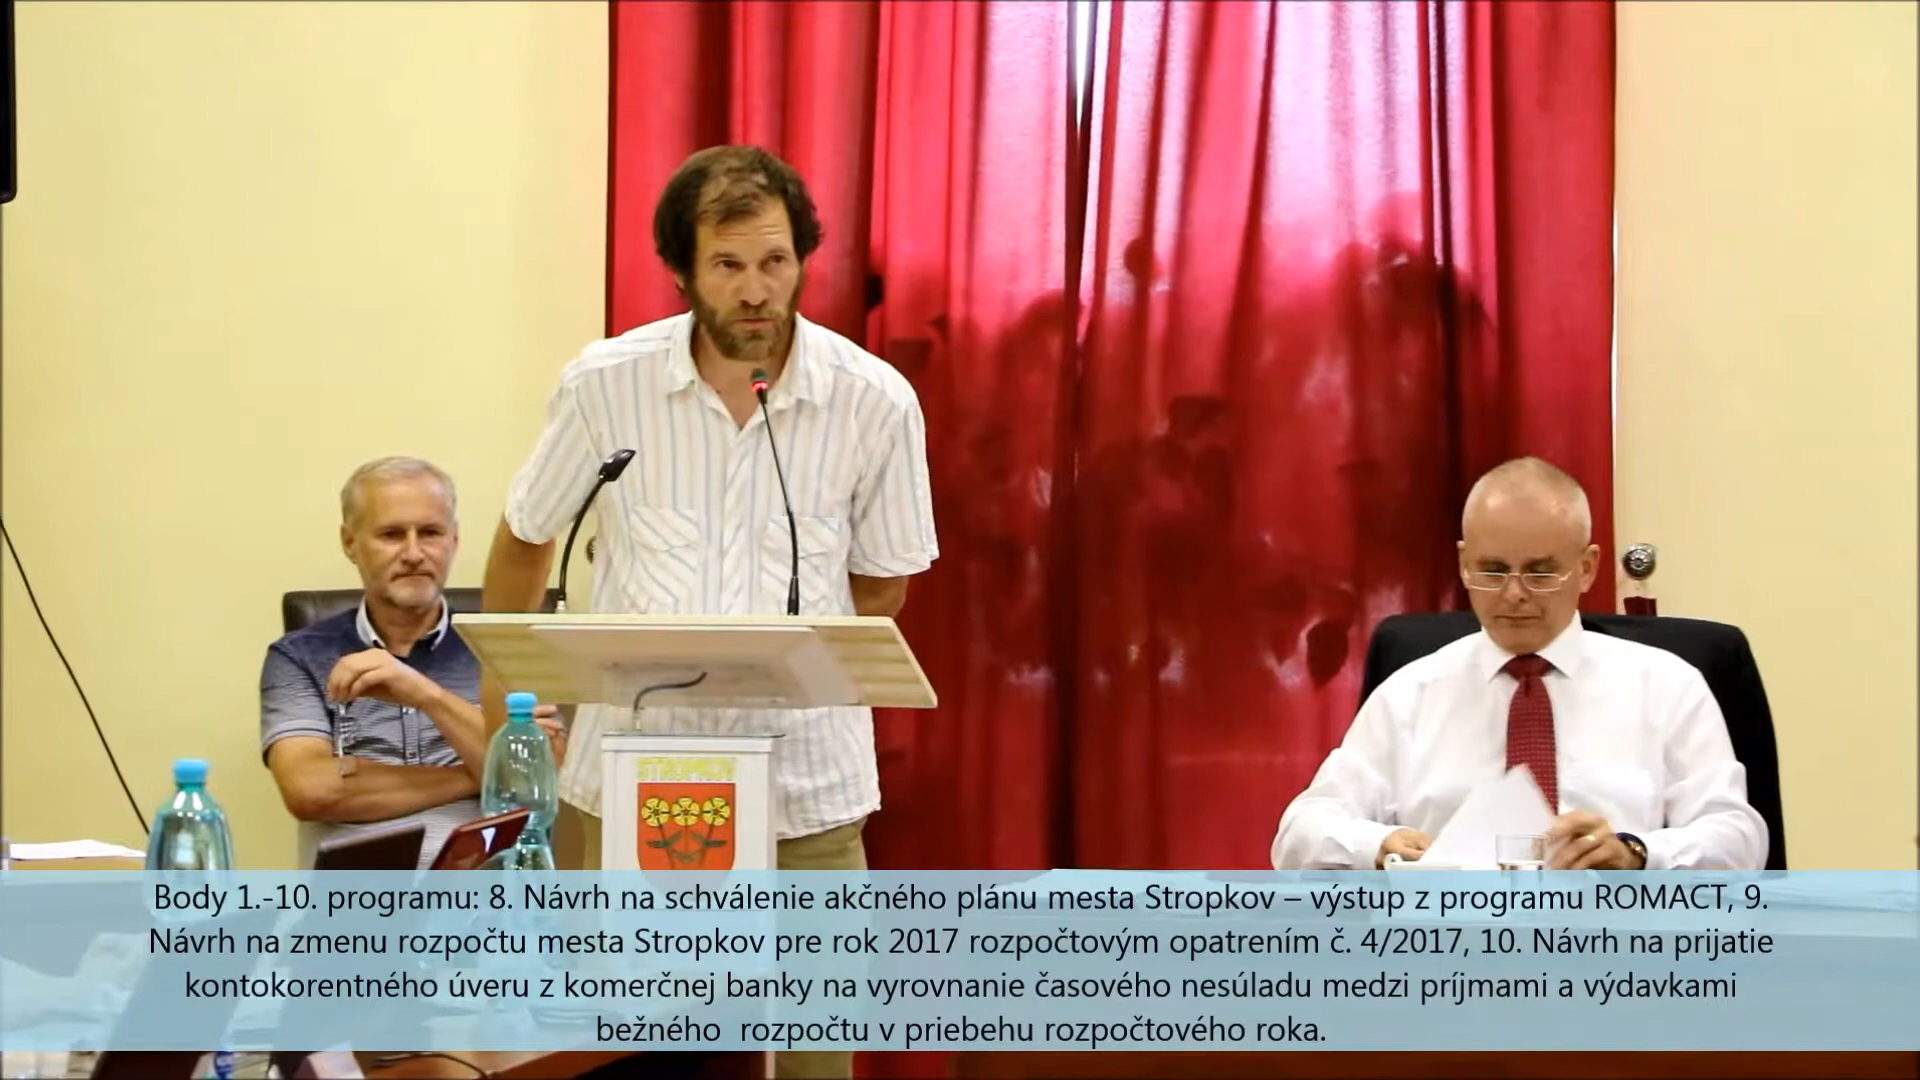 STROPKOV
Body 1.-10. programu: 8. Návrh na schválenie akčného plánu mesta Stropkov – výstup z programu ROMACT, 9.
Návrh na zmenu rozpočtu mesta Stropkov pre rok 2017 rozpočtovým opatrením č. 4/2017, 10. Návrh na prijatie
kontokorentného úveru z komerčnej banky na vyrovnanie časového nesúladu medzi príjmami a výdavkami
bežného  rozpočtu v priebehu rozpočtového roka.